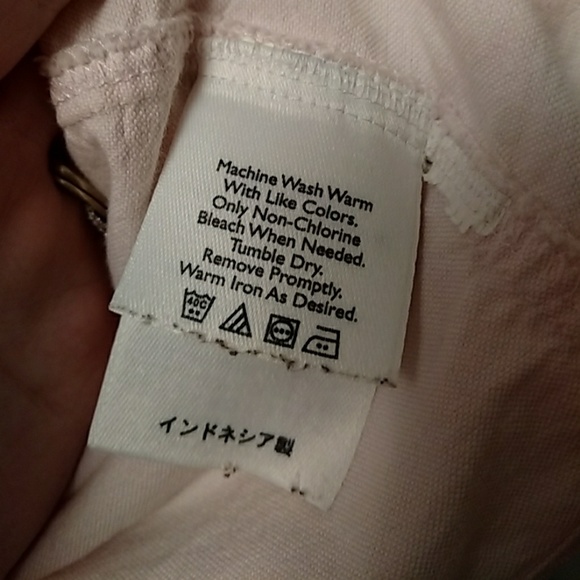 Machine Wash Warm
With Like Colors.
Only Non-Chlorine
Bleach When Needed.
Tumble Dry.
Remove Promptly.
Warm Iron As Desired.
40C
インドネシア製